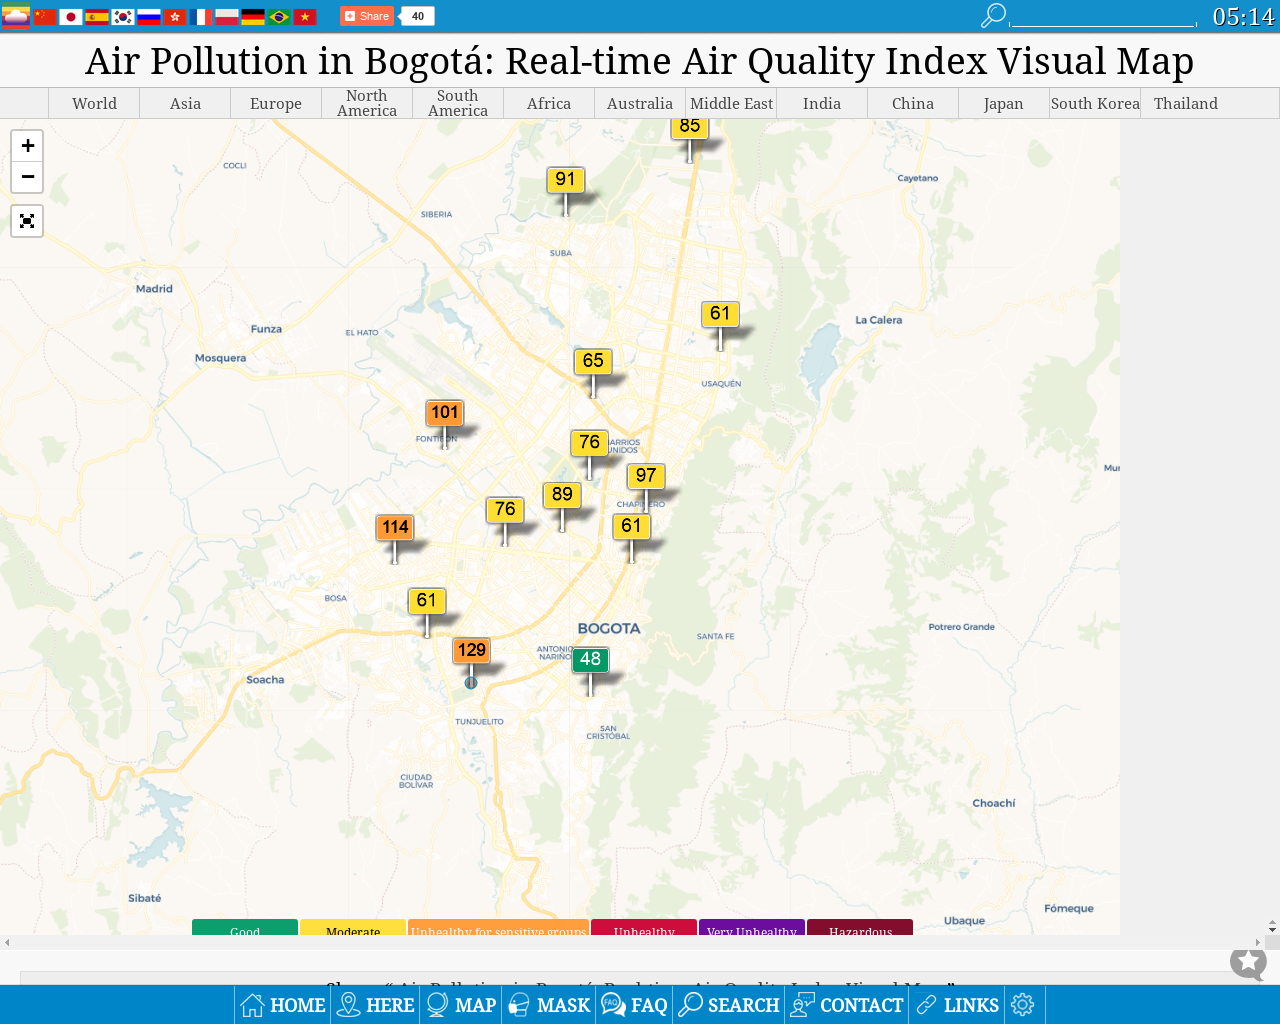 Share
40
05:14
Air Pollution in Bogotá: Real-time Air Quality Index Visual Map
World
Asia
Europe
North America
South America
Africa
Australia
Middle East
India
China
Japan
South Korea
Thailand
+
−
85
COCLI
91
Cayetano
SIBERIA
SUBA
Madrid
61
La Calera
Funza
EL HATO
Mosquera
65
USAQUÉN
101
FONTIBÓN
76
BARRIOS
UNIDOS
Mu
97
89
CHAPINERO
76
114
61
BOSA
61
BOGOTA
Potrero Grande
SANTA FE
129
ANTONIO
NARIÑO
48
Soacha
TUNJUELITO
SAN
CRISTÓBAL
CIUDAD
BOLÍVAR
Choachí
Sibaté
Fómeque
Ubaque
Good
Moderate
Unhealthy for sensitive groups
Unhealthy
Very Unhealthy
Hazardous
Share: “Air Pollution in Bogotá: Real-time Air Quality Index Visual Map”
HOME
HERE
MAP
MASK
FAQ
FAQ
SEARCH
CONTACT
LINKS